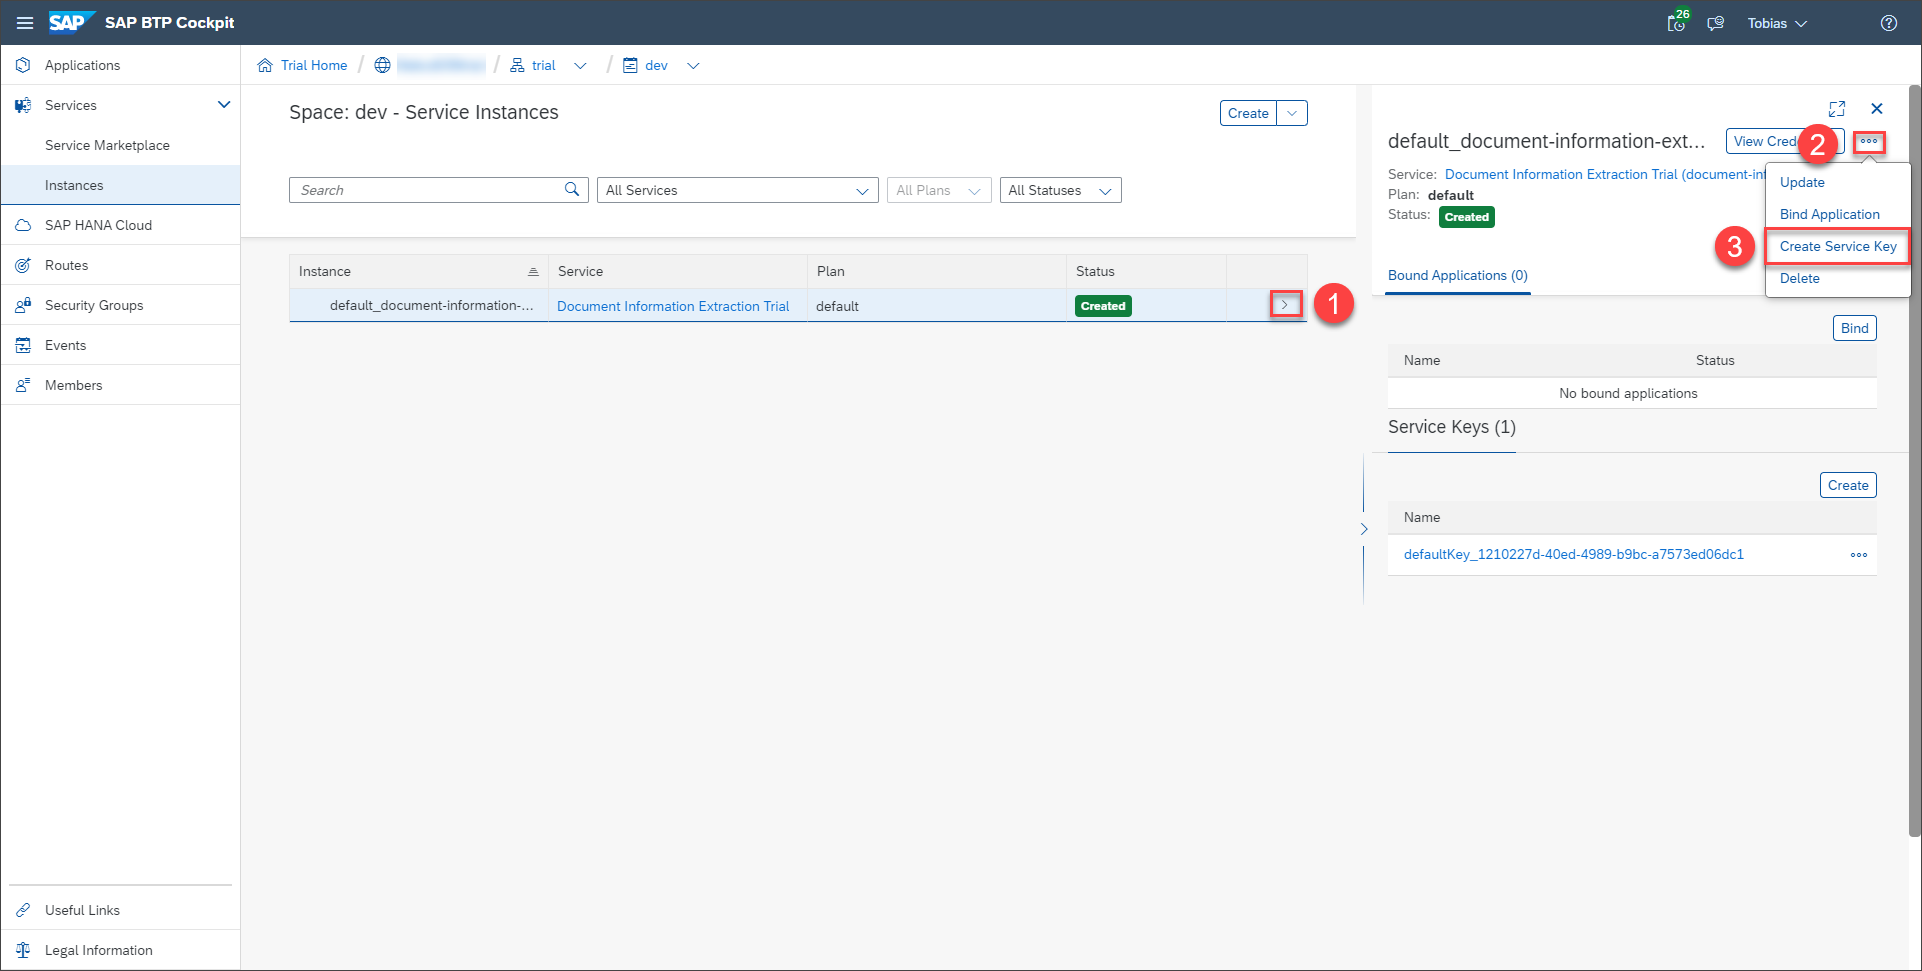 SAP SAP BTP Cockpit
26
Tobias
Applications
Services
Service Marketplace
Instances
SAP HANA Cloud
Routes
Security Groups
Events
Members
Useful Links
Legal Information
Trial Home / / trial / dev
Space: dev - Service Instances
Create
Search
All Services
All Plans
All Statuses
Instance Service Plan Status
default_document-information-... Document Information Extraction Trial default Created
1
default_document-information-ext...
View Cred
2
Service: Document Information Extraction Trial (document-inf
Plan: default
Status: Created
Update
Bind Application
3
Create Service Key
Delete
Bound Applications (0)
Bind
Name Status
No bound applications
Service Keys (1)
Create
Name
defaultKey_1210227d-40ed-4989-b9bc-a7573ed06dc1